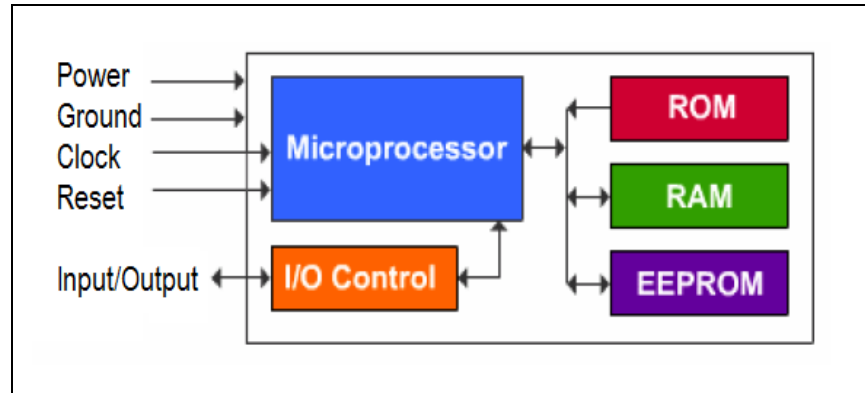 Power
Ground
Clock
Reset
Input/Output
Microprocessor
I/O Control
ROM
RAM
EEPROM